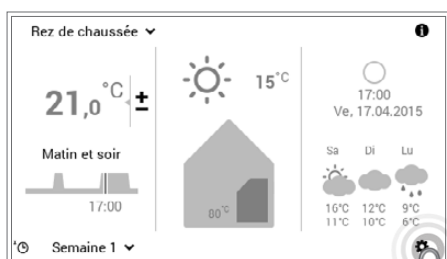 Rez de chaussée
21,0 °C ±
Matin et soir
17:00
15°C
80°C
17:00
Ve, 17.04.2015
Sa Di Lu
16°C 12°C 9°C
11°C 10°C 6°C
Semaine 1